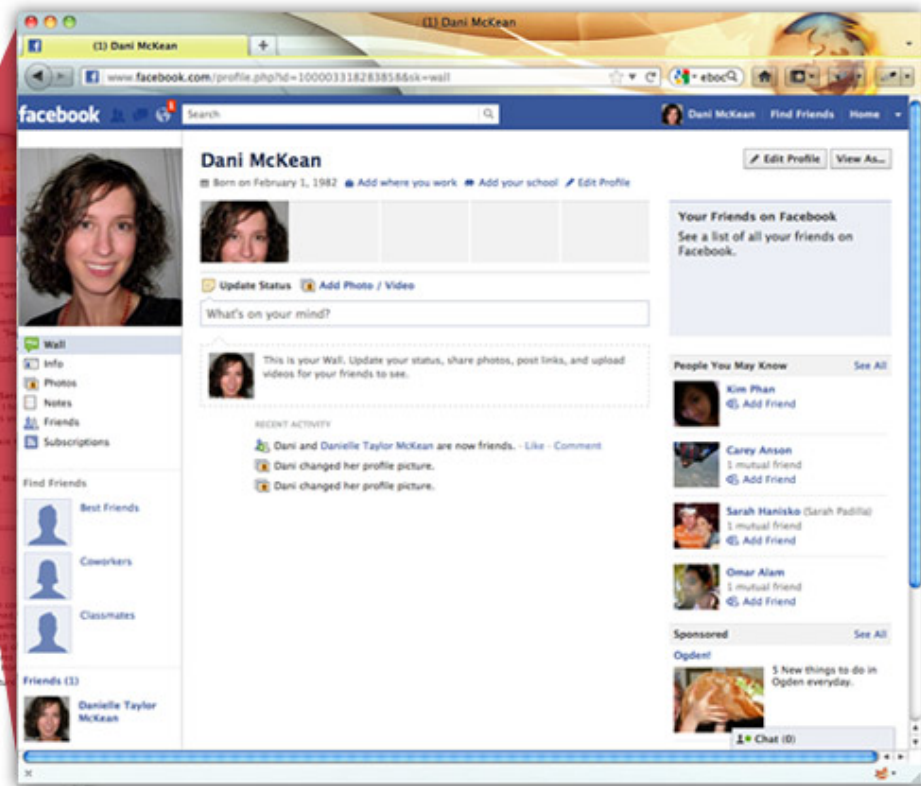 (1) Dani McKean
(1) Dani McKean
+
www.facebook.com/profile.php?id=100003318283858&sk=wall
eboc
facebook
1
Search
Dani McKean Find Friends Home
Dani McKean
Edit Profile View As...
Born on February 1, 1982 Add where you work Add your school Edit Profile
Update Status Add Photo / Video
What's on your mind?
This is your Wall. Update your status, share photos, post links, and upload
videos for your friends to see.
RECENT ACTIVITY
Dani and Danielle Taylor McKean are now friends. · Like · Comment
Dani changed her profile picture.
Dani changed her profile picture.
Wall
Info
Photos
Notes
Friends
Subscriptions
Find Friends
Best Friends
Coworkers
Classmates
Friends (1)
Danielle Taylor
McKean
Your Friends on Facebook
See a list of all your friends on
Facebook.
People You May Know See All
Kim Phan
Add Friend
Carey Anson
1 mutual friend
Add Friend
Sarah Hanisko (Sarah Padilla)
1 mutual friend
Add Friend
Omar Alam
1 mutual friend
Add Friend
Sponsored See All
Ogden!
5 New things to do in
Ogden everyday.
Chat (0)